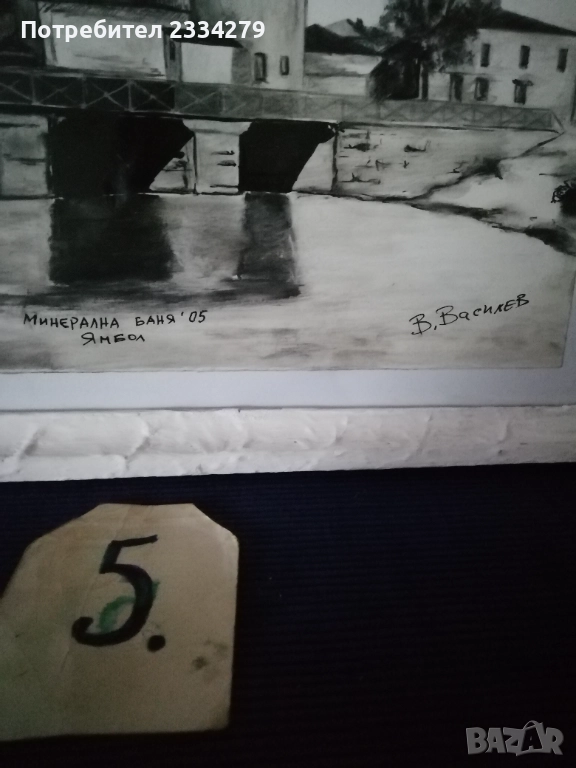 Потребител 2334279
Минерална баня '05
Ямбол
В. Василев
5.
BAZAR